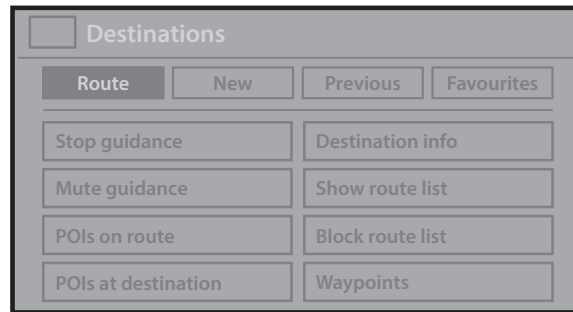 Destinations
Route New Previous Favourites
Stop guidance Destination info
Mute guidance Show route list
POIs on route Block route list
POIs at destination Waypoints